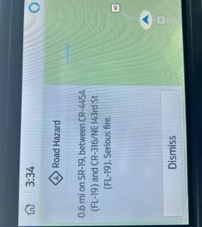 3:34
Road Hazard
0.6 mi on SR-19, between CR-445A
(FL-19) and CR-316/NE 143rd St
(FL-19). Serious fire.
Dismiss